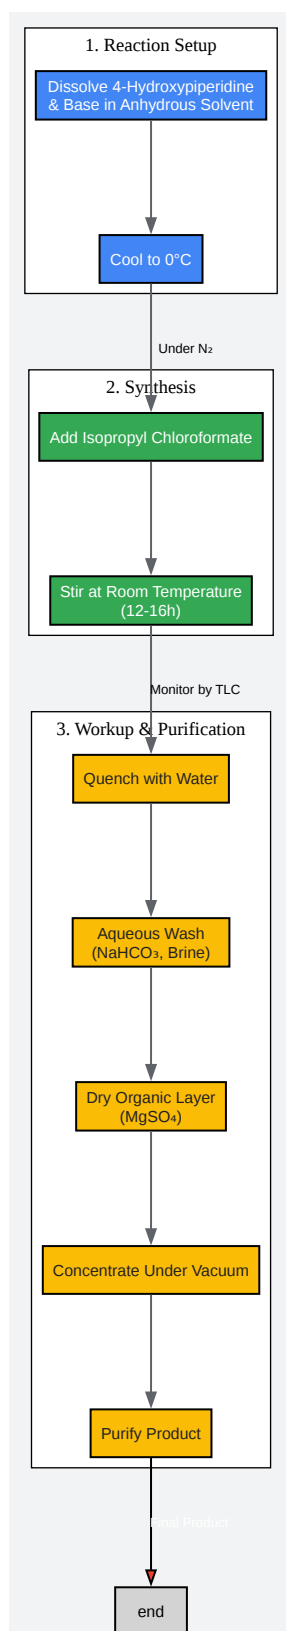 1. Reaction Setup
Dissolve 4-Hydroxypiperidine
& Base in Anhydrous Solvent
Cool to 0°C
Under N₂
2. Synthesis
Add Isopropyl Chloroformate
Stir at Room Temperature
(12-16h)
Monitor by TLC
3. Workup & Purification
Quench with Water
Aqueous Wash
(NaHCO₃, Brine)
Dry Organic Layer
(MgSO₄)
Concentrate Under Vacuum
Purify Product
Final Product
end